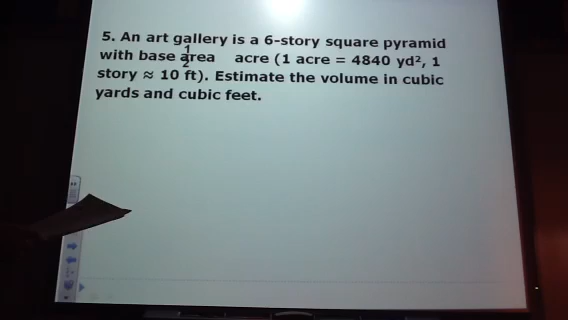 5. An art gallery is a 6-story square pyramid
with base area 1/2 acre (1 acre = 4840 yd², 1
story ≈ 10 ft). Estimate the volume in cubic
yards and cubic feet.